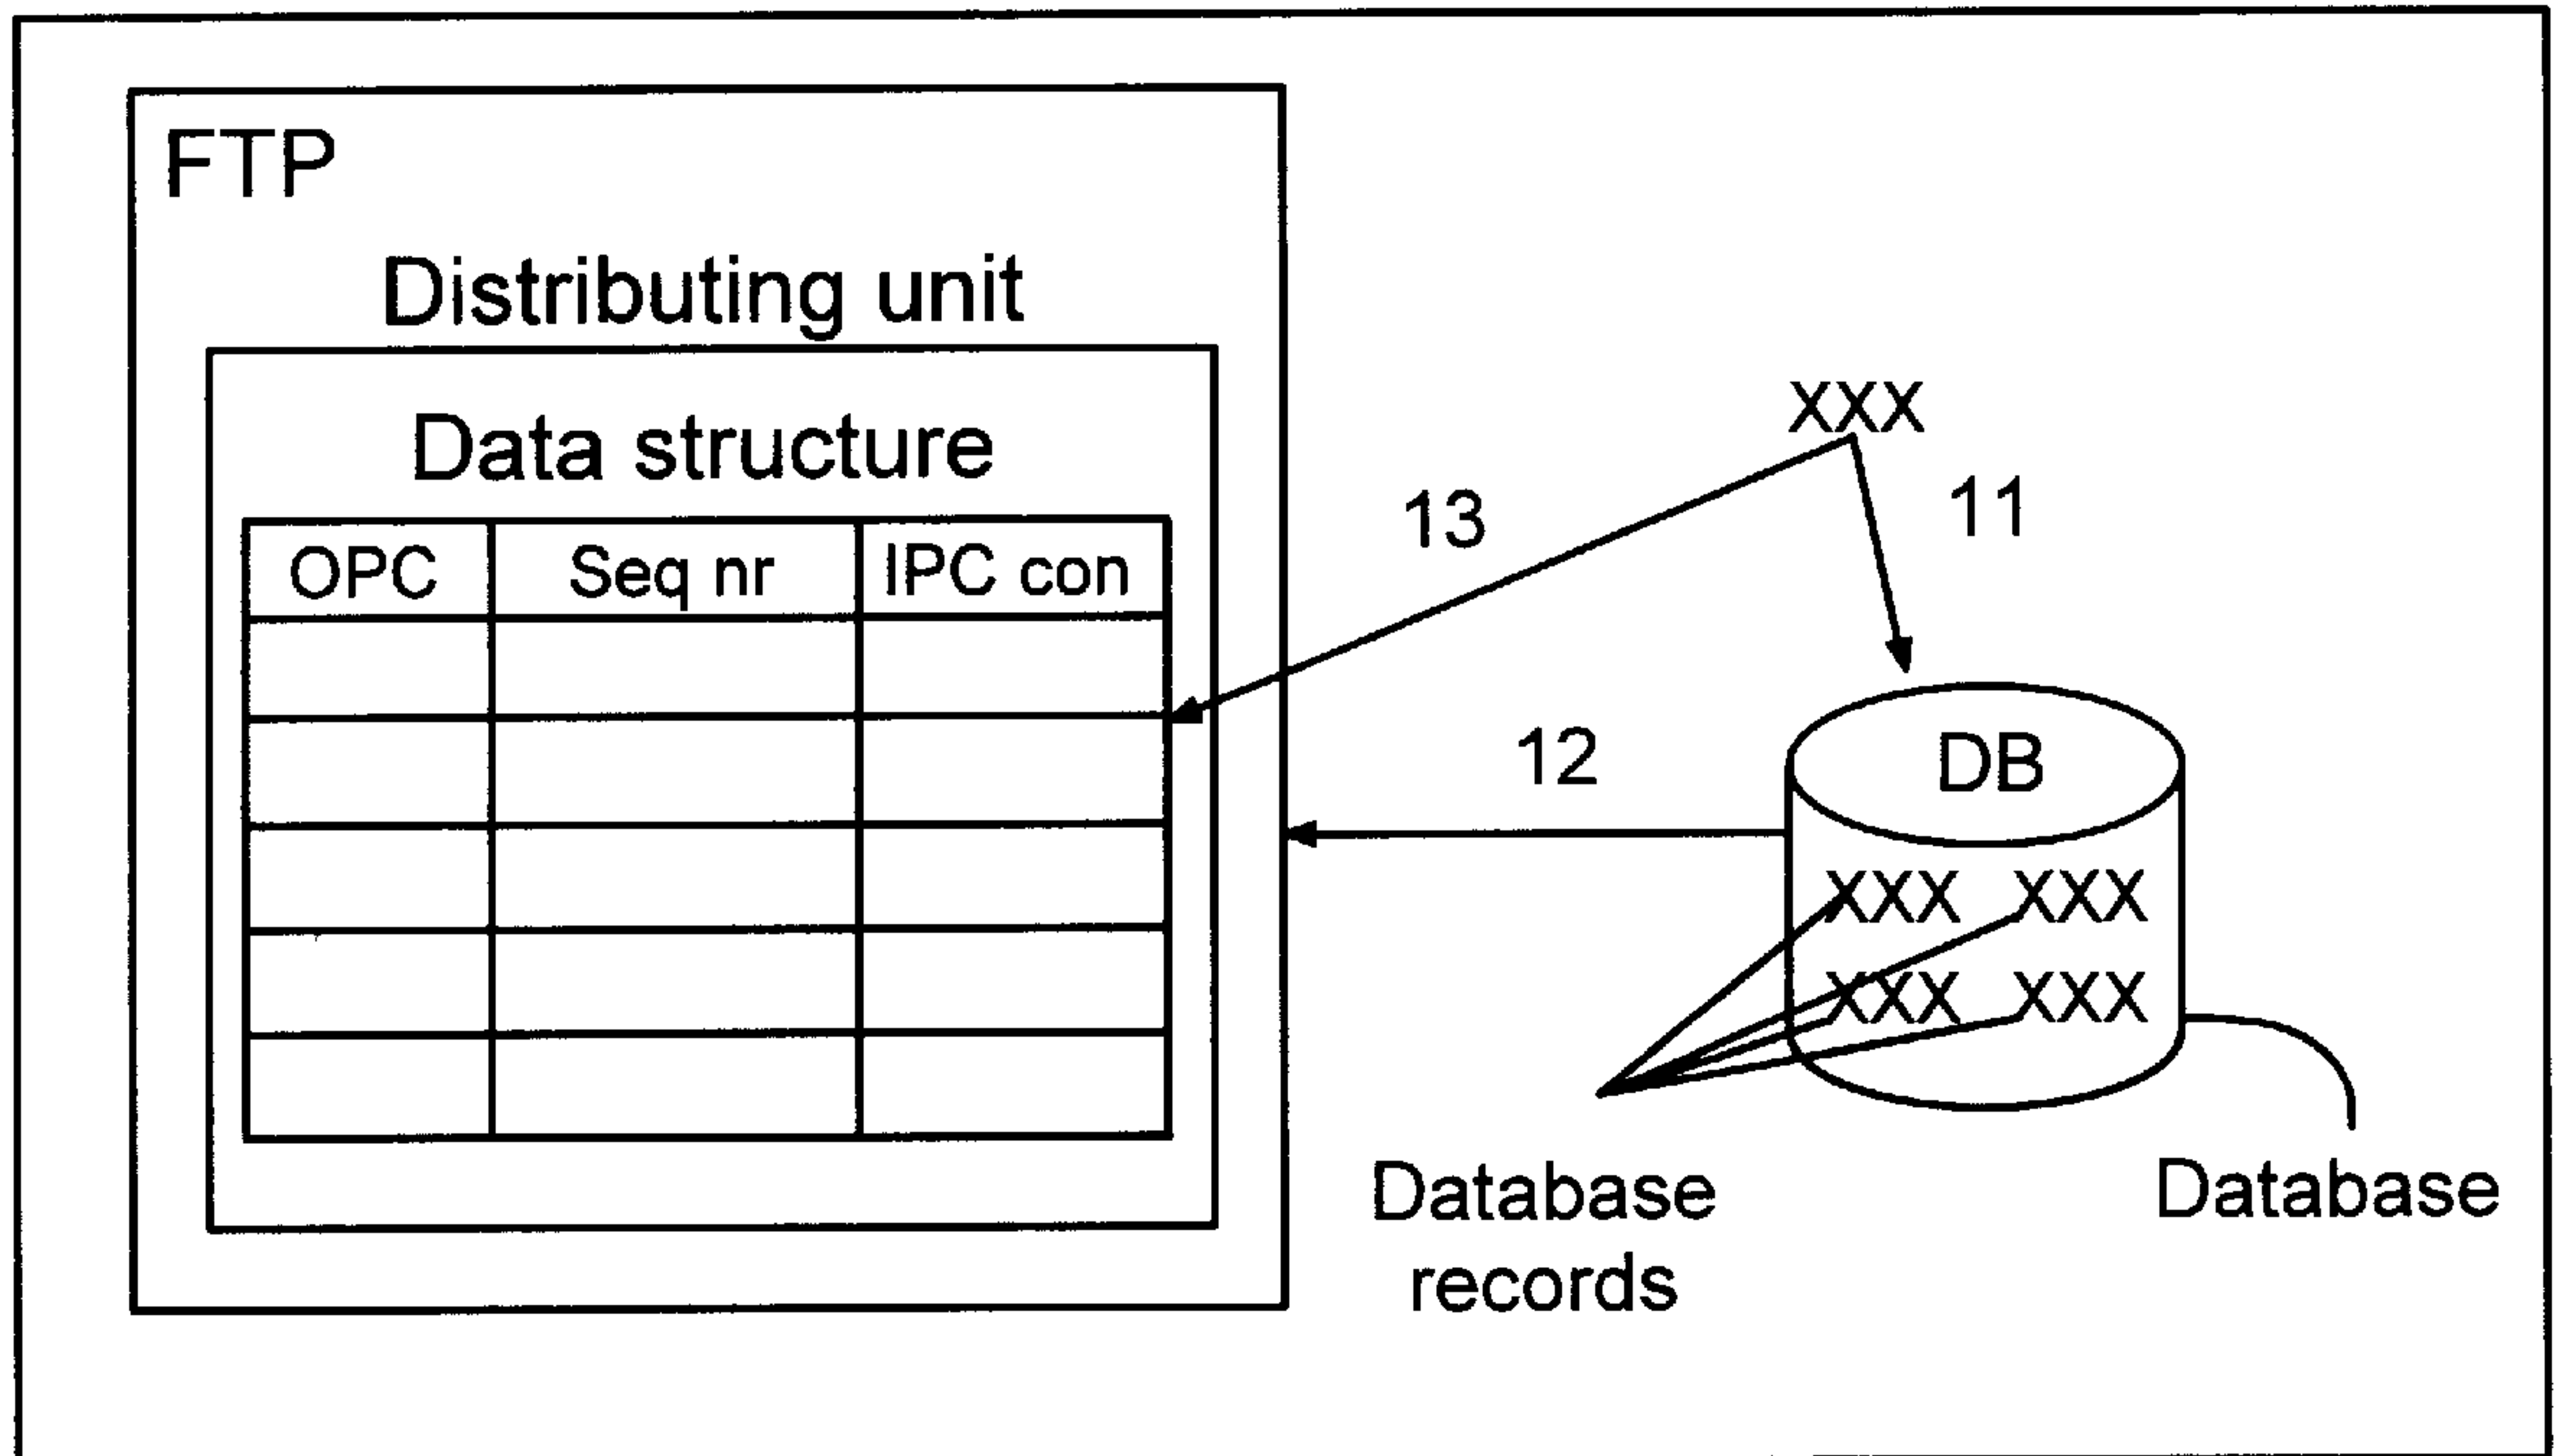 FTP
Distributing unit
Data structure
OPC Seq nr IPC con
XXX
13
11
12
DB
XXX XXX
XXX XXX
Database
records
Database